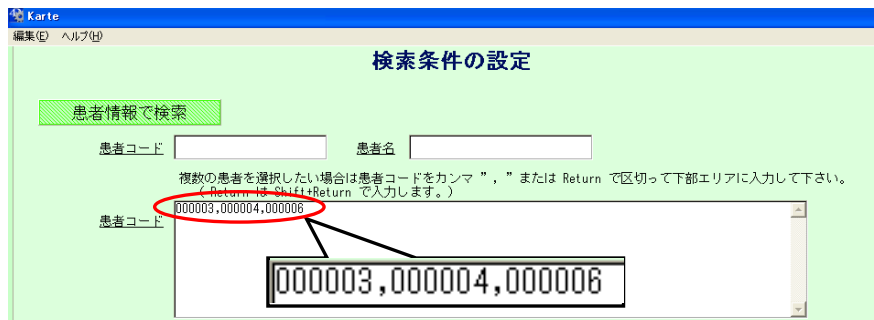 Karte
編集(E) ヘルプ(H)
検索条件の設定
患者情報で検索
患者コード 患者名
複数の患者を選択したい場合は患者コードをカンマ ”，” または Return で区切って下部エリアに入力して下さい。
( Return は Shift+Return で入力します。)
患者コード 000003,000004,000006
000003,000004,000006